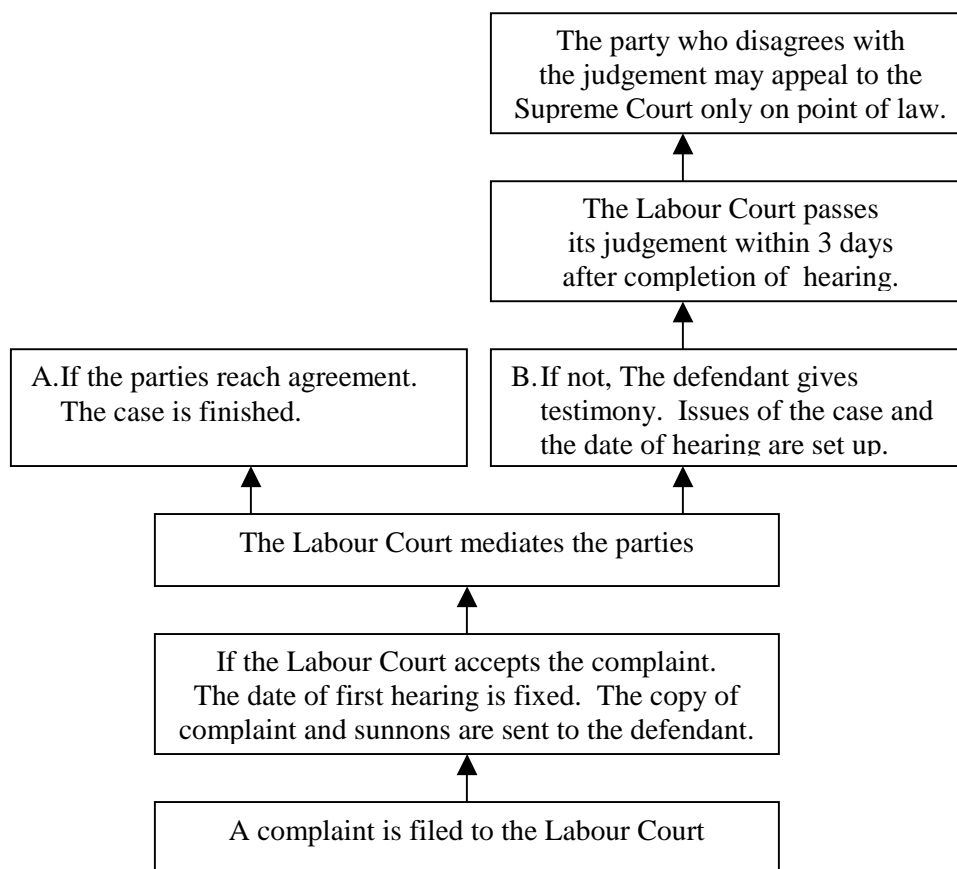 The party who disagrees with
the judgement may appeal to the
Supreme Court only on point of law.
The Labour Court passes
its judgement within 3 days
after completion of hearing.
A. If the parties reach agreement.
The case is finished.
B. If not, The defendant gives
testimony. Issues of the case and
the date of hearing are set up.
The Labour Court mediates the parties
If the Labour Court accepts the complaint.
The date of first hearing is fixed. The copy of
complaint and sunnons are sent to the defendant.
A complaint is filed to the Labour Court